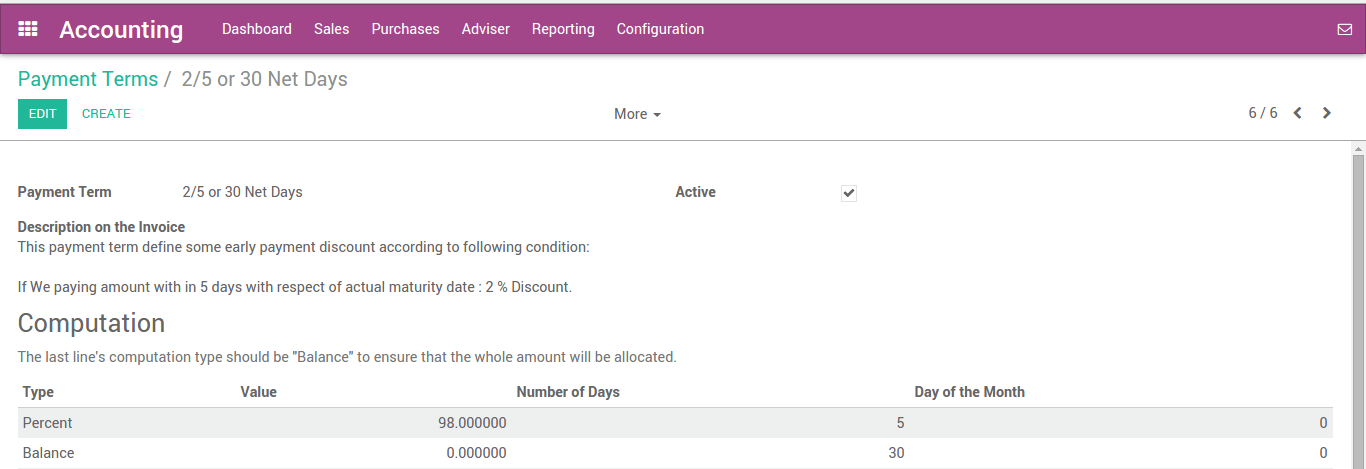 Accounting Dashboard Sales Purchases Adviser Reporting Configuration
Payment Terms / 2/5 or 30 Net Days
EDIT CREATE More 6 / 6
Payment Term 2/5 or 30 Net Days Active
Description on the Invoice
This payment term define some early payment discount according to following condition:
If We paying amount with in 5 days with respect of actual maturity date : 2 % Discount.
Computation
The last line's computation type should be "Balance" to ensure that the whole amount will be allocated.
Type Value Number of Days Day of the Month
Percent 98.000000 5 0
Balance 0.000000 30 0